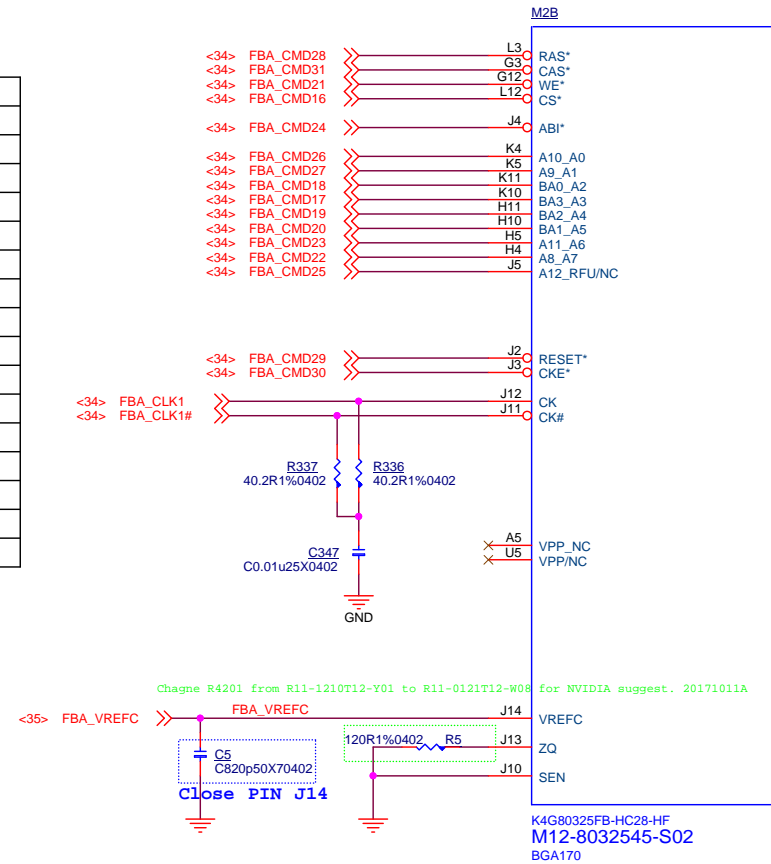 M2B
<34> FBA_CMD28 L3 RAS*
<34> FBA_CMD31 G3 CAS*
<34> FBA_CMD21 G12 WE*
<34> FBA_CMD16 L12 CS*
<34> FBA_CMD24 J4 ABI*
<34> FBA_CMD26 K4 A10_A0
<34> FBA_CMD27 K5 A9_A1
<34> FBA_CMD18 K11 BA0_A2
<34> FBA_CMD17 K10 BA3_A3
<34> FBA_CMD19 H11 BA2_A4
<34> FBA_CMD20 H10 BA1_A5
<34> FBA_CMD23 H5 A11_A6
<34> FBA_CMD22 H4 A8_A7
<34> FBA_CMD25 J5 A12_RFU/NC
<34> FBA_CMD29 J2 RESET*
<34> FBA_CMD30 J3 CKE*
<34> FBA_CLK1 J12 CK
<34> FBA_CLK1# J11 CK#
R337 R336
40.2R1%0402 40.2R1%0402
A5 VPP_NC
C347 U5 VPP/NC
C0.01u25X0402
GND
Chagne R4201 from R11-1210T12-Y01 to R11-0121T12-W08 for NVIDIA suggest. 20171011A
<35> FBA_VREFC FBA_VREFC J14 VREFC
120R1%0402 R5 J13 ZQ
C5
C820p50X70402 J10 SEN
Close PIN J14
K4G80325FB-HC28-HF
M12-8032545-S02
BGA170